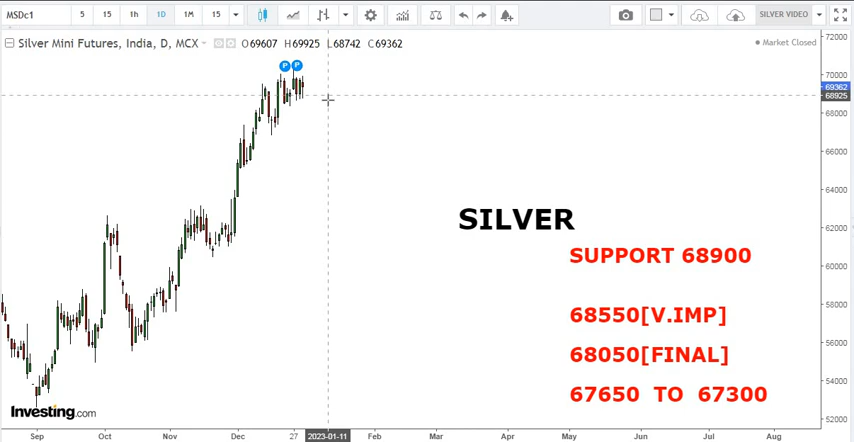 MSDc1 5 15 1h 1D 1M 15 SILVER VIDEO
Silver Mini Futures, India, D, MCX O69607 H69925 L68742 C69362
Market Closed
P P
72000
70000
69362
68925
68000
66000
64000
62000
60000
58000
56000
54000
52000
SILVER
SUPPORT 68900
68550[V.IMP]
68050[FINAL]
67650 TO 67300
Investing.com
Sep Oct Nov Dec 27 2023-01-11 Feb Mar Apr May Jun Jul Aug